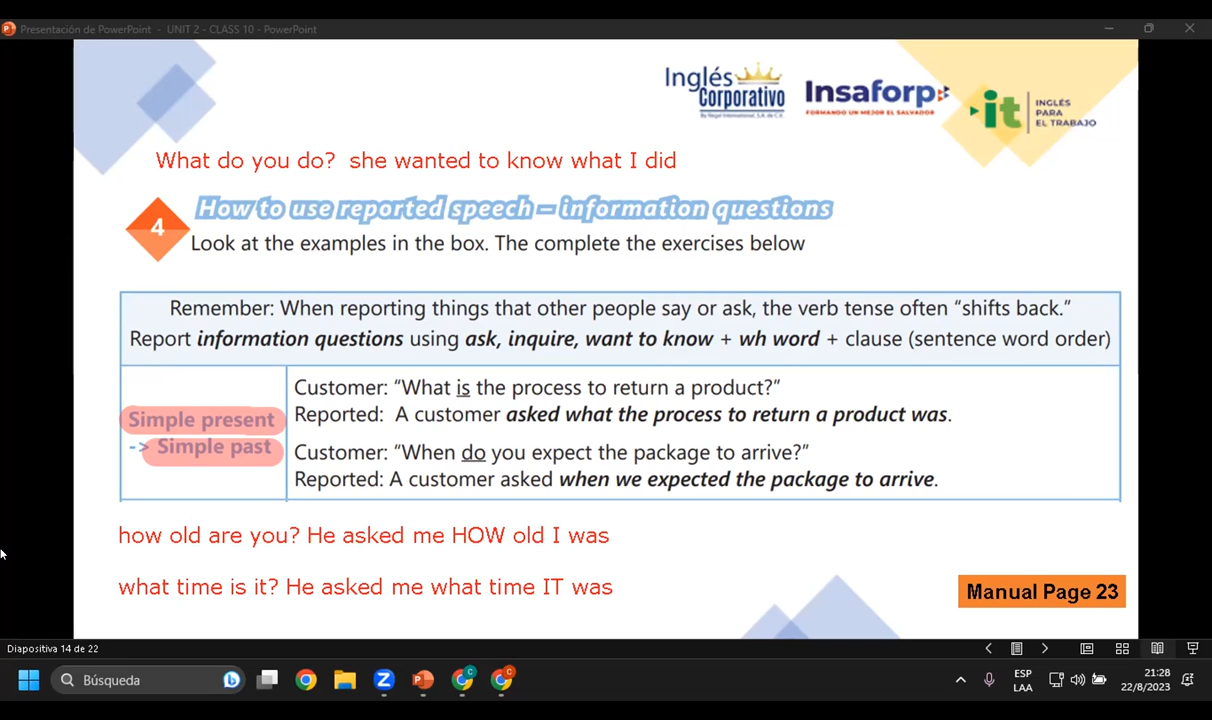 Presentación de PowerPoint - UNIT 2 - CLASS 10 - PowerPoint
Inglés
Corporativo
By Regal International, S.A. de C.V.
Insaforp
FORMANDO UN MEJOR EL SALVADOR
it
INGLÉS
PARA
EL TRABAJO
What do you do? she wanted to know what I did
4
How to use reported speech – information questions
Look at the examples in the box. The complete the exercises below
Remember: When reporting things that other people say or ask, the verb tense often “shifts back.”
Report information questions using ask, inquire, want to know + wh word + clause (sentence word order)
Simple present
-> Simple past
Customer: “What is the process to return a product?”
Reported: A customer asked what the process to return a product was.
Customer: “When do you expect the package to arrive?”
Reported: A customer asked when we expected the package to arrive.
how old are you? He asked me HOW old I was
what time is it? He asked me what time IT was
Manual Page 23
Diapositiva 14 de 22
Búsqueda
ESP
LAA
21:28
22/8/2023